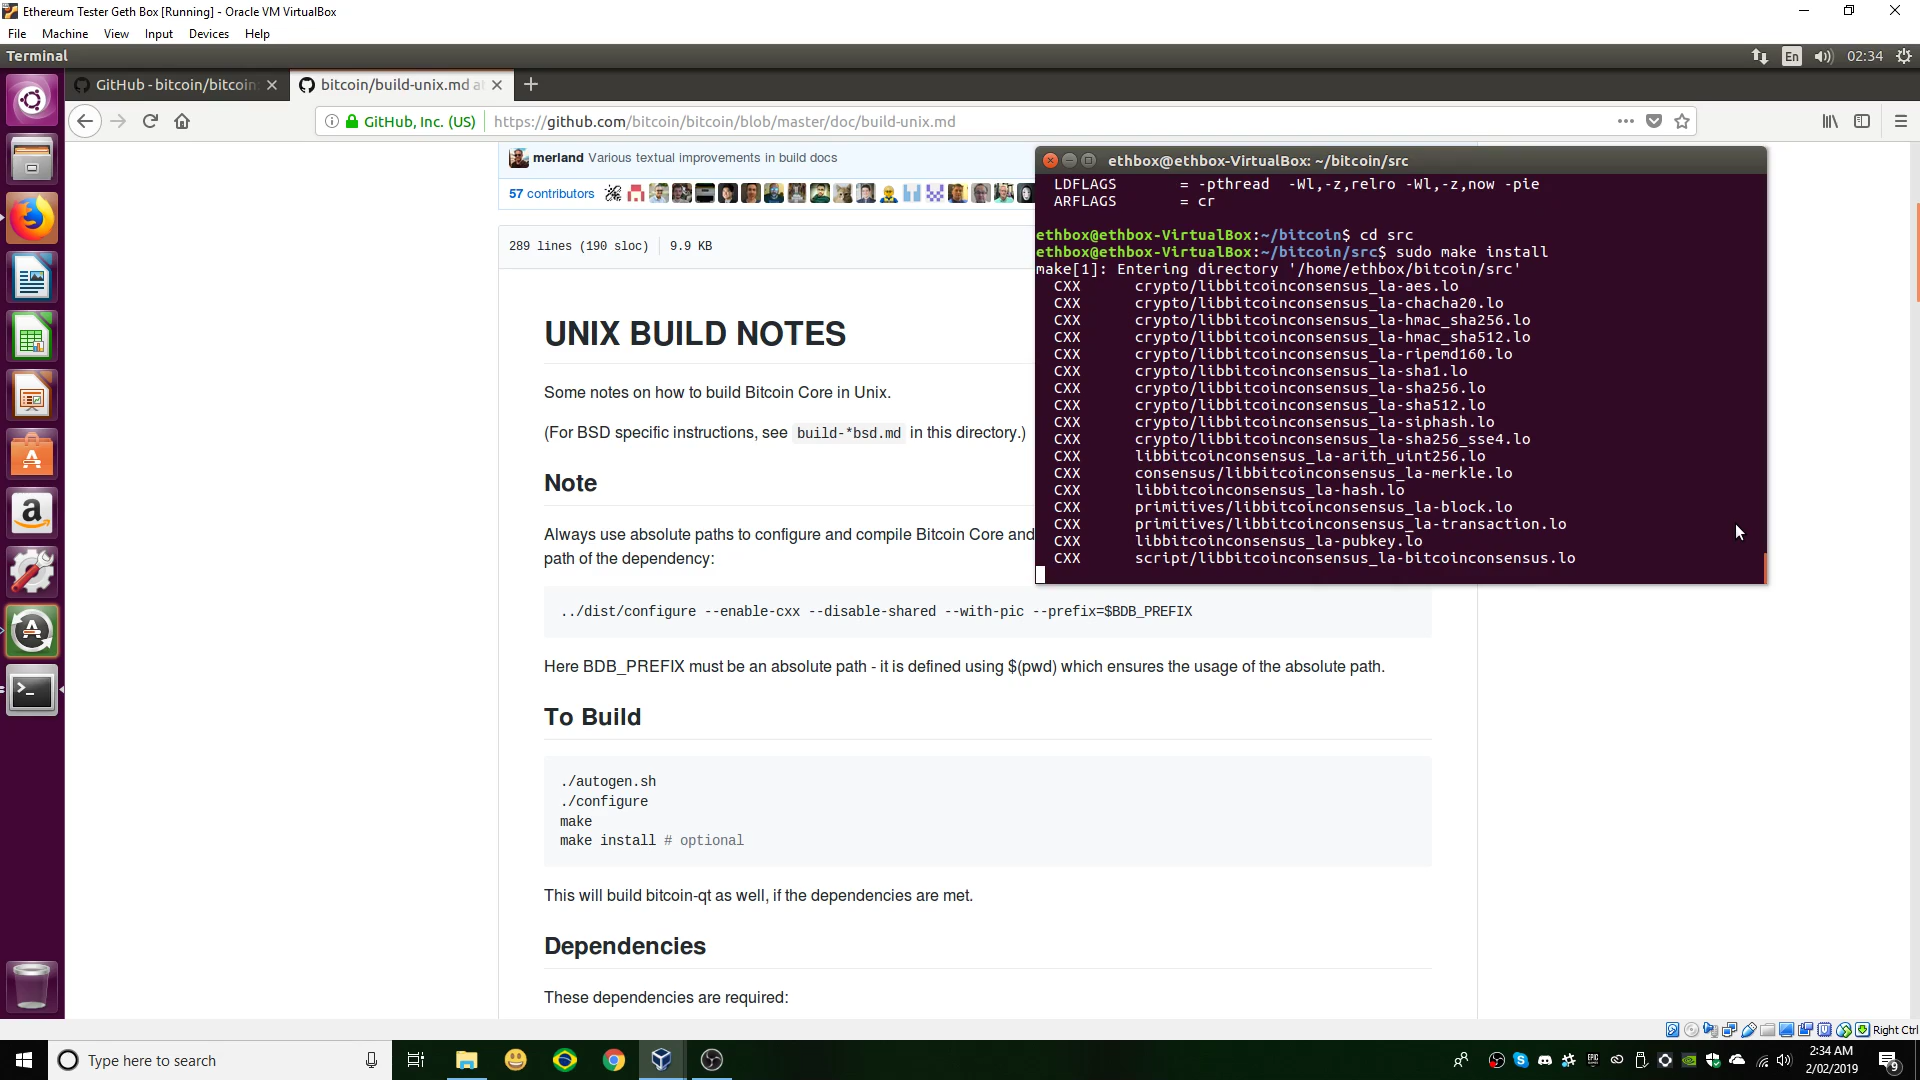 Ethereum Tester Geth Box [Running] - Oracle VM VirtualBox
File Machine View Input Devices Help
Terminal
En
02:34
GitHub - bitcoin/bitcoin:
bitcoin/build-unix.md at
GitHub, Inc. (US)
https://github.com/bitcoin/bitcoin/blob/master/doc/build-unix.md
merland Various textual improvements in build docs
57 contributors
289 lines (190 sloc) 9.9 KB
UNIX BUILD NOTES
Some notes on how to build Bitcoin Core in Unix.
(For BSD specific instructions, see build-*bsd.md in this directory.)
Note
Always use absolute paths to configure and compile Bitcoin Core and
path of the dependency:
../dist/configure --enable-cxx --disable-shared --with-pic --prefix=$BDB_PREFIX
Here BDB_PREFIX must be an absolute path - it is defined using $(pwd) which ensures the usage of the absolute path.
To Build
./autogen.sh
./configure
make
make install # optional
This will build bitcoin-qt as well, if the dependencies are met.
Dependencies
These dependencies are required:
ethbox@ethbox-VirtualBox: ~/bitcoin/src
LDFLAGS = -pthread -Wl,-z,relro -Wl,-z,now -pie
ARFLAGS = cr
ethbox@ethbox-VirtualBox:~/bitcoin$ cd src
ethbox@ethbox-VirtualBox:~/bitcoin/src$ sudo make install
make[1]: Entering directory '/home/ethbox/bitcoin/src'
CXX crypto/libbitcoinconsensus_la-aes.lo
CXX crypto/libbitcoinconsensus_la-chacha20.lo
CXX crypto/libbitcoinconsensus_la-hmac_sha256.lo
CXX crypto/libbitcoinconsensus_la-hmac_sha512.lo
CXX crypto/libbitcoinconsensus_la-ripemd160.lo
CXX crypto/libbitcoinconsensus_la-sha1.lo
CXX crypto/libbitcoinconsensus_la-sha256.lo
CXX crypto/libbitcoinconsensus_la-sha512.lo
CXX crypto/libbitcoinconsensus_la-siphash.lo
CXX crypto/libbitcoinconsensus_la-sha256_sse4.lo
CXX libbitcoinconsensus_la-arith_uint256.lo
CXX consensus/libbitcoinconsensus_la-merkle.lo
CXX libbitcoinconsensus_la-hash.lo
CXX primitives/libbitcoinconsensus_la-block.lo
CXX primitives/libbitcoinconsensus_la-transaction.lo
CXX libbitcoinconsensus_la-pubkey.lo
CXX script/libbitcoinconsensus_la-bitcoinconsensus.lo
Right Ctrl
Type here to search
2:34 AM
2/02/2019
9